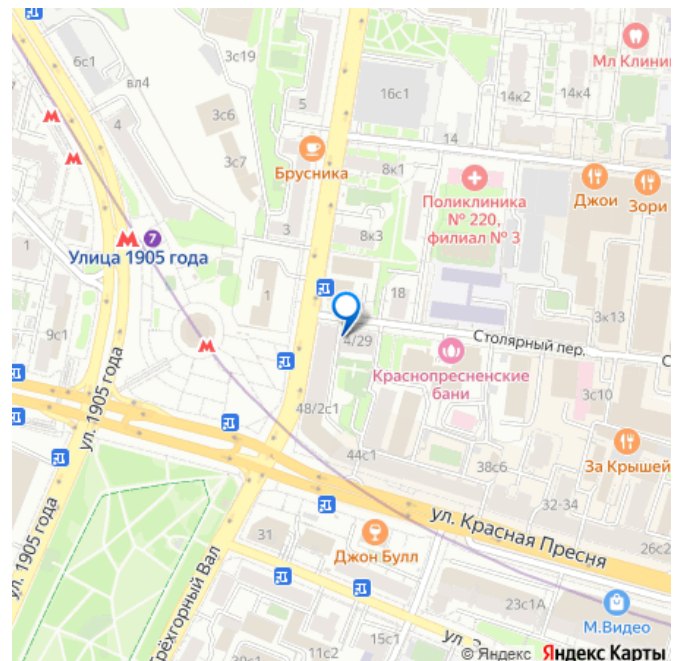 6с1
вл4
3с19
16с1
Мл Клини
4
3с6
5
14к2
14к4
14
Брусника
3с7
8к1
Поликлиника
№ 220,
филиал № 3
Джои
Зори
1
7
Улица 1905 года
3
8к3
1
18
3к13
9с1
4/29
Столярный пер.
С
Краснопресненские
бани
3с10
48/2с1
ул. 1905 года
44с1
38с6
За Крышей
32-34
ул. Красная Пресня
31
Джон Булл
26с2
ул. 1905 года
Грёхгорный Вал
23с1А
М.Видео
15с1
11с2
ул. З
© Яндекс Яндекс Карты